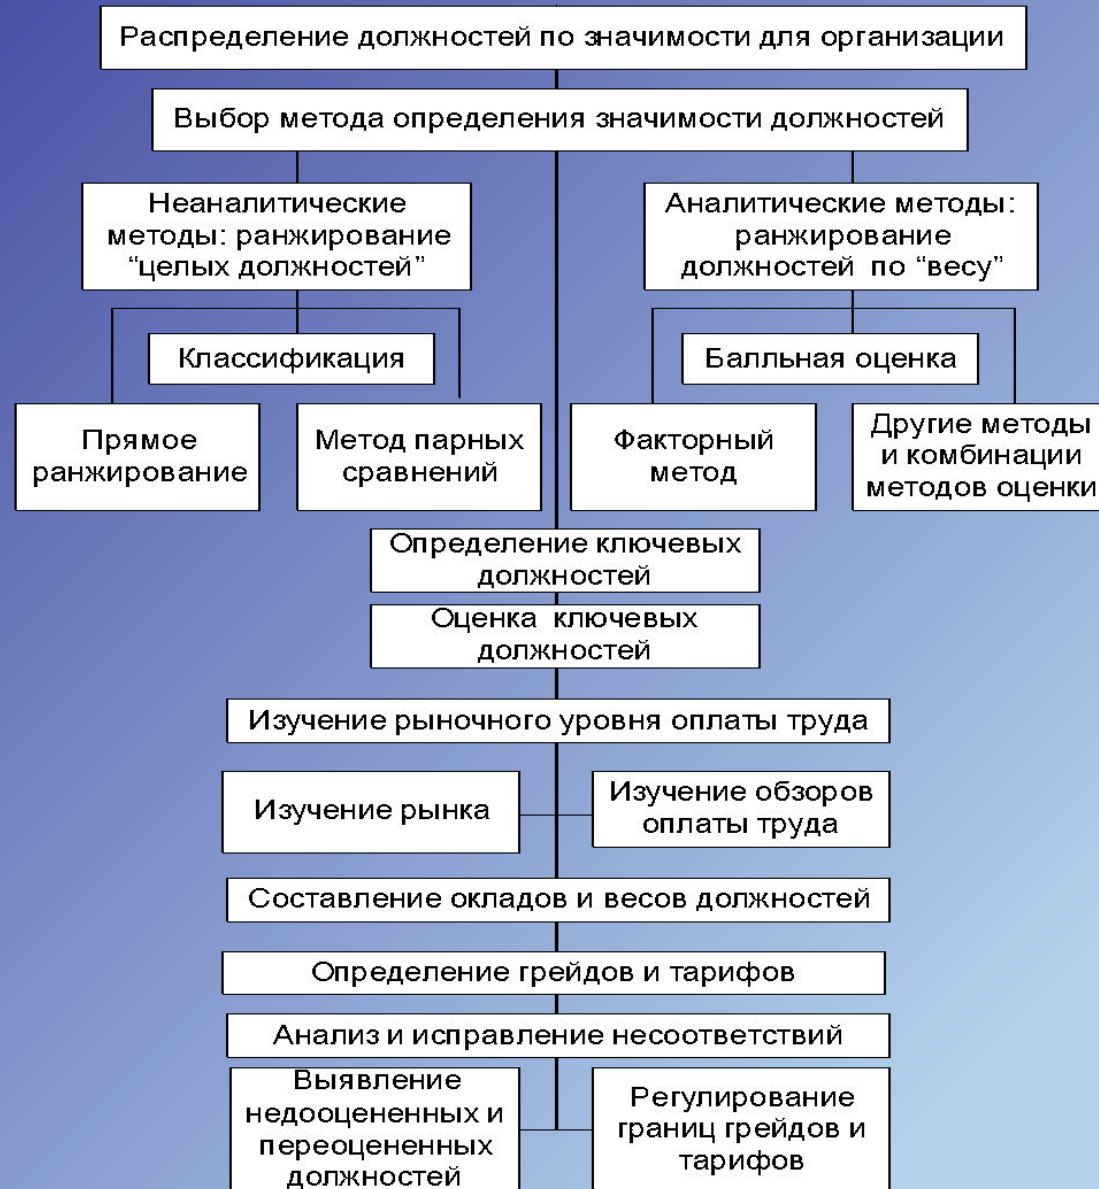 Распределение должностей по значимости для организации
Выбор метода определения значимости должностей
Неаналитические
методы: ранжирование
“целых должностей”
Аналитические методы:
ранжирование
должностей по “весу”
Классификация
Балльная оценка
Прямое
ранжирование
Метод парных
сравнений
Факторный
метод
Другие методы
и комбинации
методов оценки
Определение ключевых
должностей
Оценка ключевых
должностей
Изучение рыночного уровня оплаты труда
Изучение рынка
Изучение обзоров
оплаты труда
Составление окладов и весов должностей
Определение грейдов и тарифов
Анализ и исправление несоответствий
Выявление
недооцененных и
переоцененных
должностей
Регулирование
границ грейдов и
тарифов